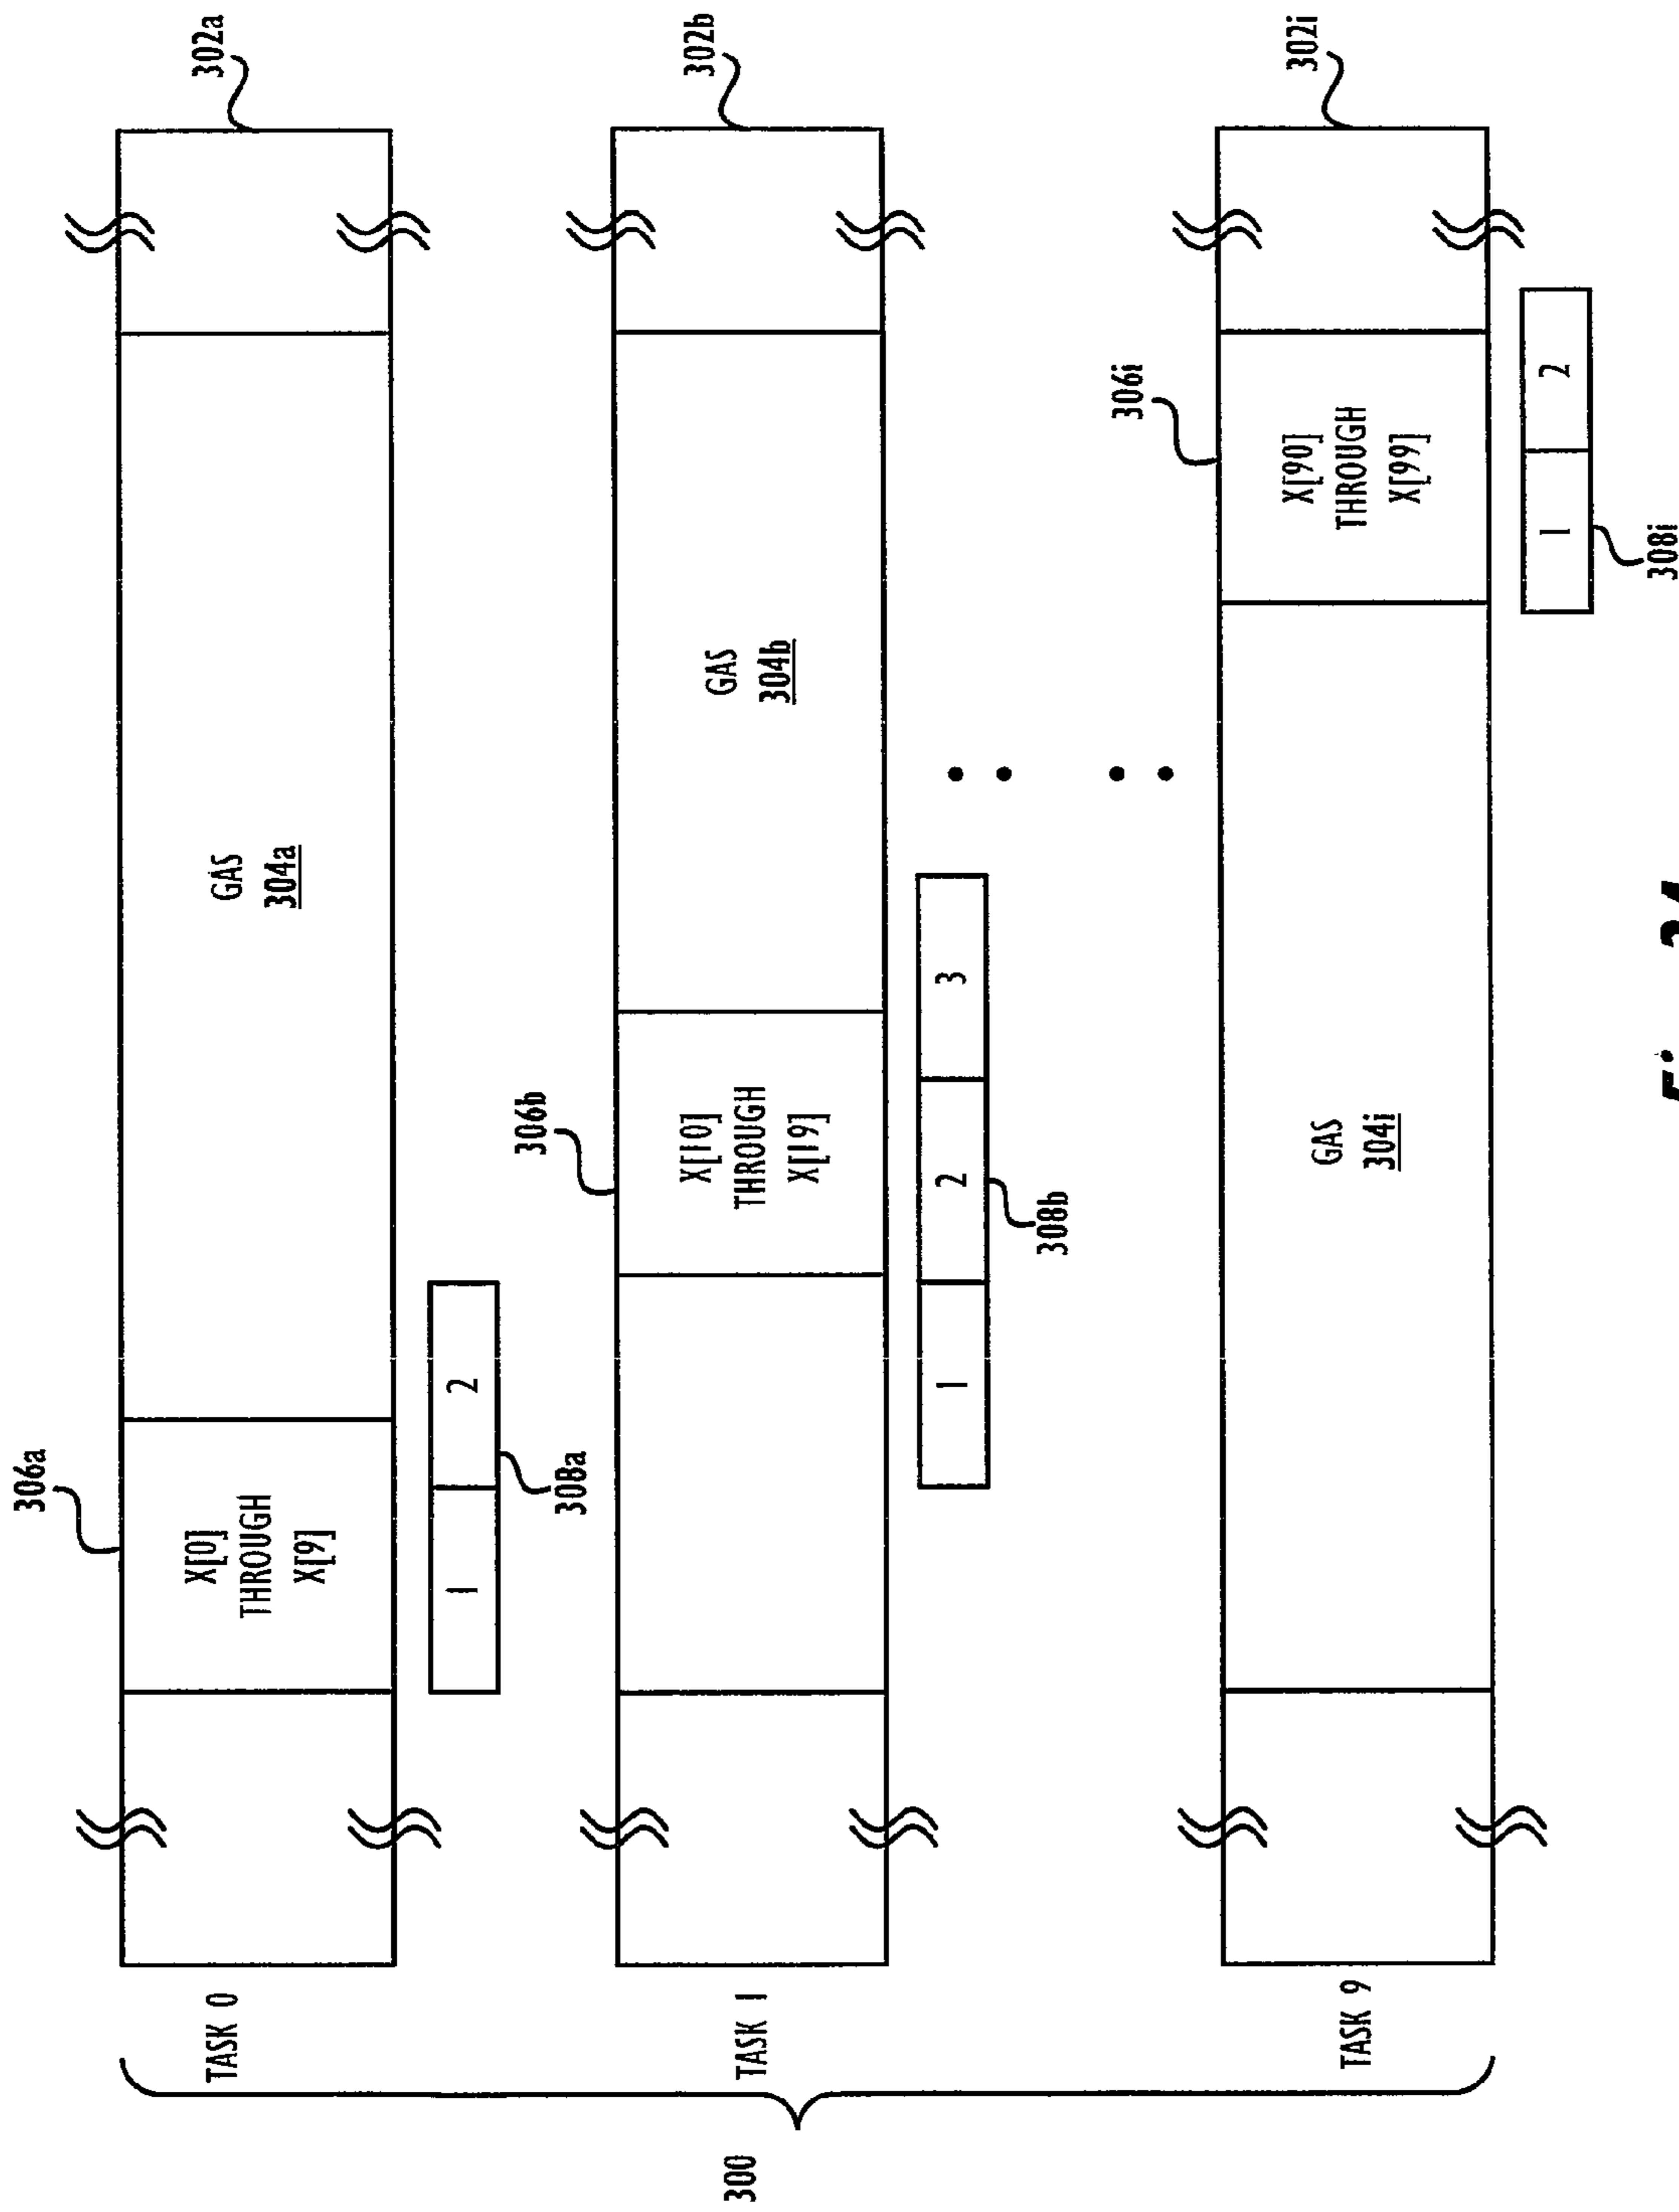 302a
306a
TASK 0
X[0]
THROUGH
X[9]
GAS
304a
1
2
308a
302b
306b
TASK 1
X[10]
THROUGH
X[19]
GAS
304b
1
2
3
308b
300
302i
306i
TASK 9
GAS
304i
X[90]
THROUGH
X[99]
1
2
308i